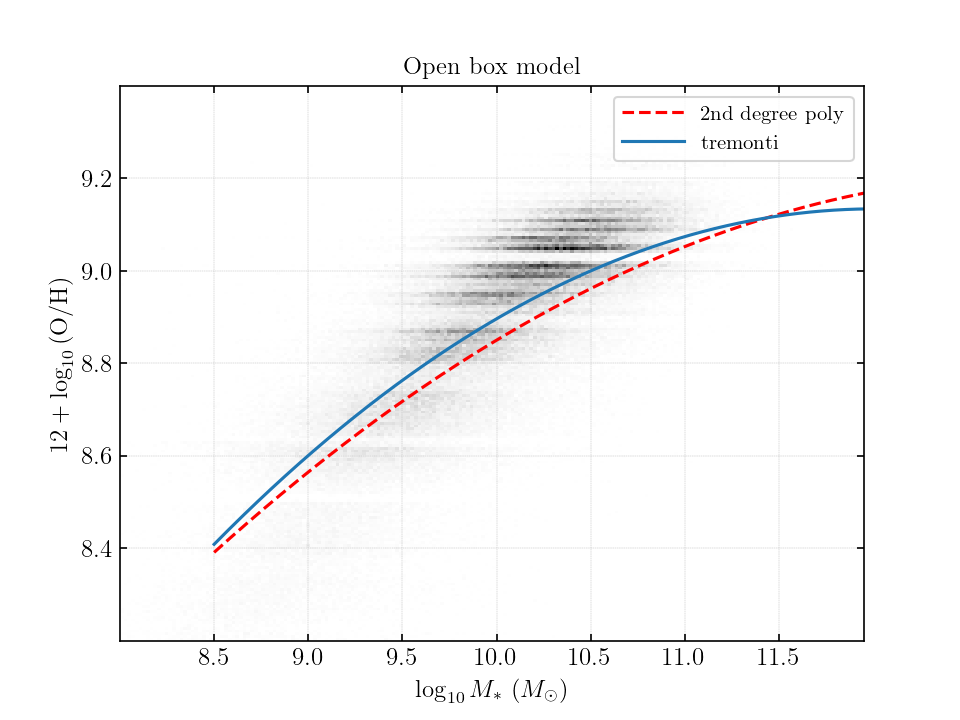 Open box model
2nd degree poly
tremonti
12 + log₁₀(O/H)
9.2
9.0
8.8
8.6
8.4
8.5 9.0 9.5 10.0 10.5 11.0 11.5
log₁₀ M∗ (M⊙)